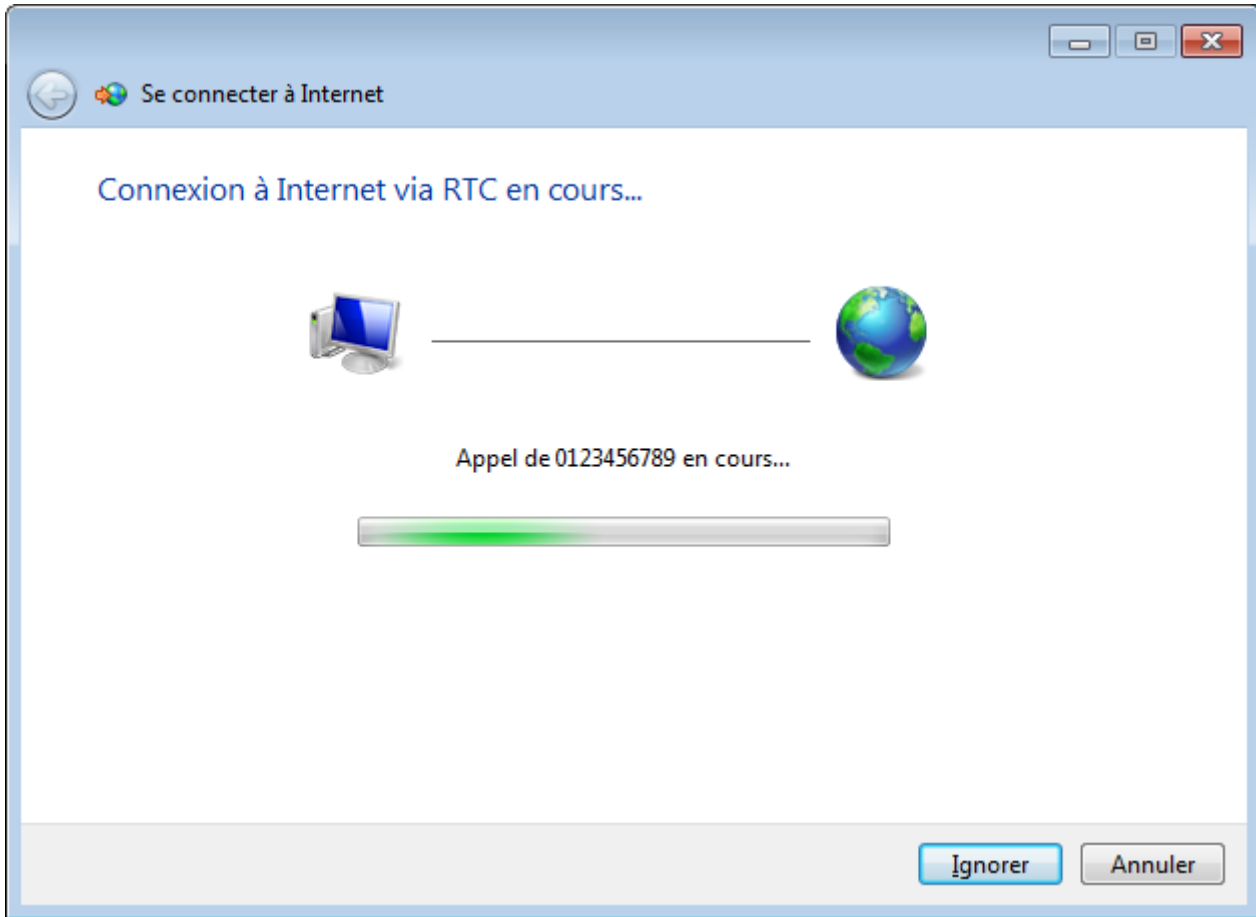 Se connecter à Internet
Connexion à Internet via RTC en cours...
Appel de 0123456789 en cours...
Ignorer
Annuler